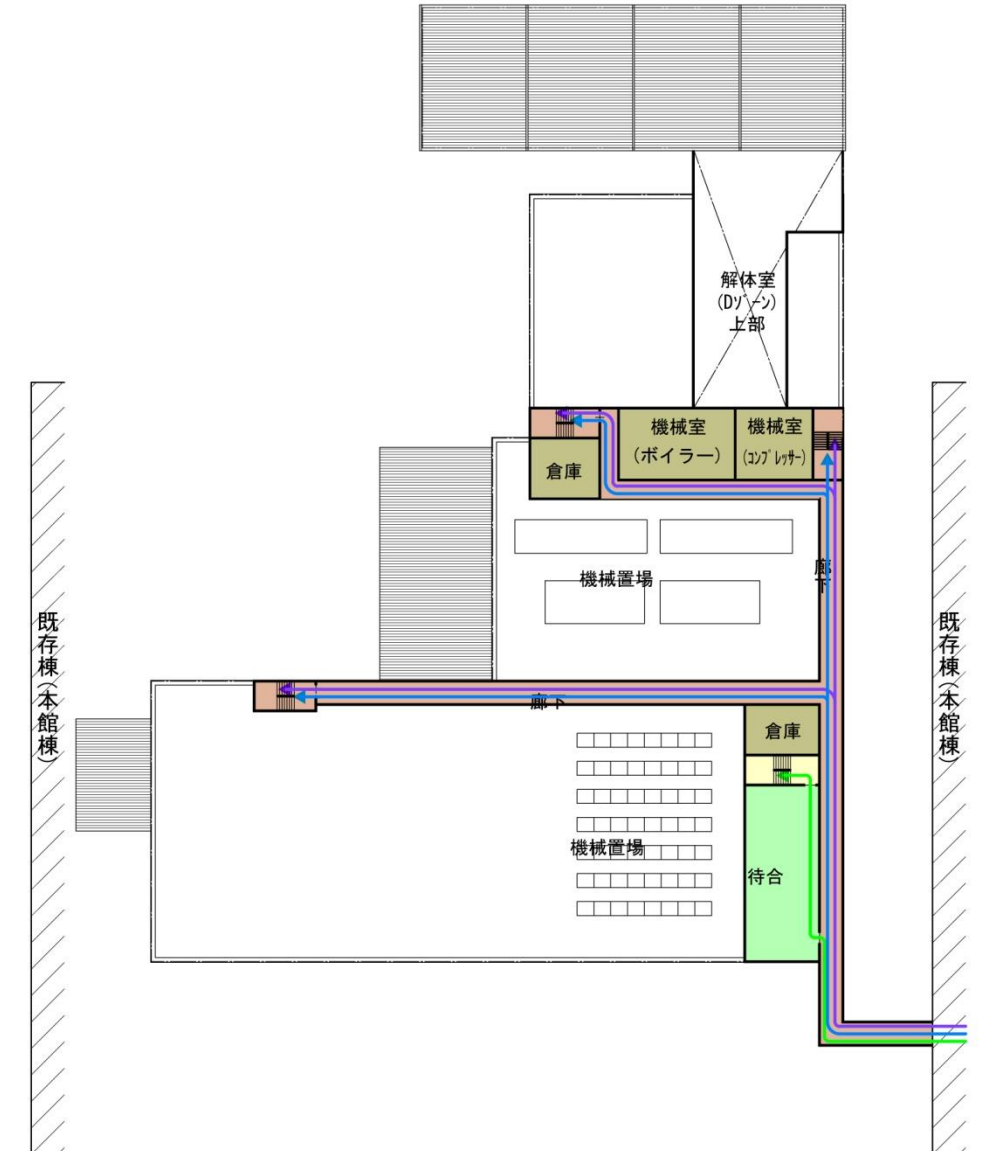 解体室
(Dｿﾞｰﾝ)
上部
機械室
(ボイラー)
機械室
(ｺﾝﾌﾟﾚｯｻｰ)
倉庫
機械置場
廊下
既存棟(本館棟)
既存棟(本館棟)
廊下
倉庫
機械置場
待合